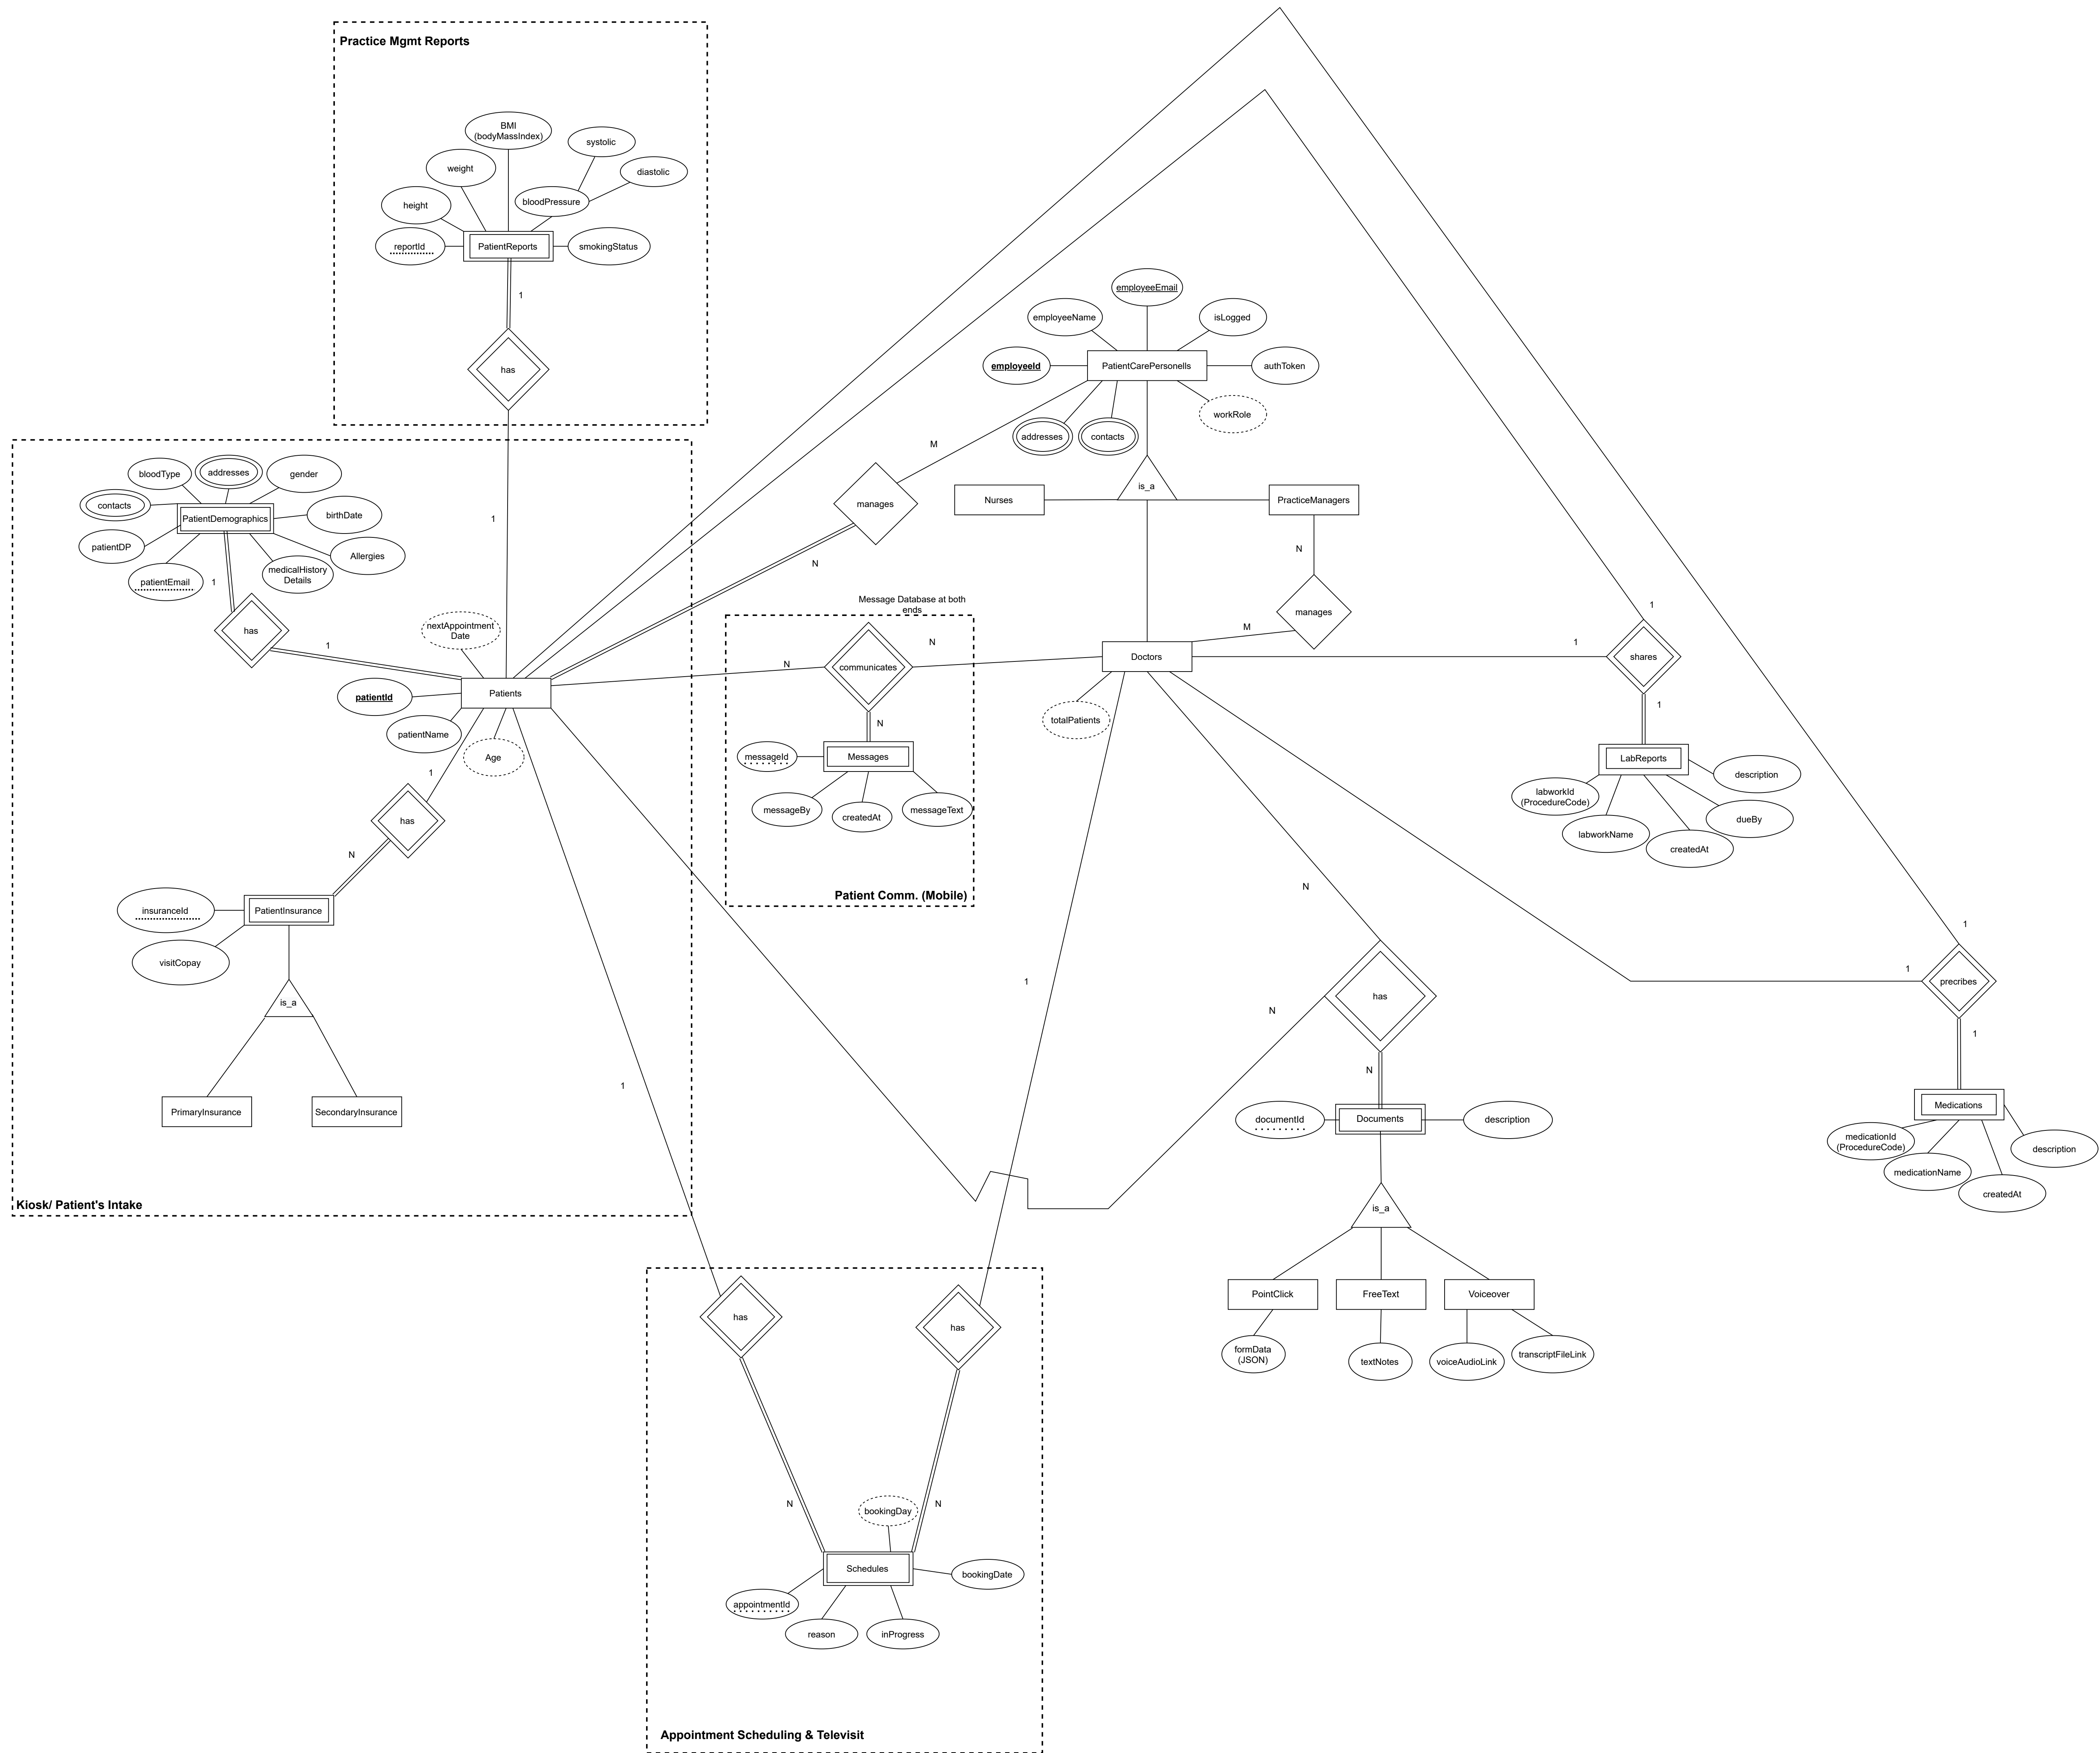 Practice Mgmt Reports
BMI
(bodyMassIndex)
systolic
weight
diastolic
height
bloodPressure
reportId
PatientReports
smokingStatus
1
has
1
employeeEmail
employeeName
isLogged
employeeId
PatientCarePersonells
authToken
workRole
addresses
contacts
M
is_a
Nurses
PracticeManagers
manages
N
N
manages
M
bloodType
addresses
gender
contacts
PatientDemographics
birthDate
patientDP
Allergies
medicalHistory
Details
patientEmail
1
has
1
nextAppointment
Date
patientId
Patients
patientName
Age
1
has
N
insuranceId
PatientInsurance
visitCopay
is_a
PrimaryInsurance
SecondaryInsurance
Kiosk/ Patient's Intake
Message Database at both
ends
N
communicates
N
N
messageId
Messages
messageBy
createdAt
messageText
Patient Comm. (Mobile)
Doctors
totalPatients
1
1
shares
1
LabReports
description
labworkId
(ProcedureCode)
dueBy
labworkName
createdAt
1
1
precribes
1
Medications
medicationId
(ProcedureCode)
description
medicationName
createdAt
N
N
has
N
documentId
Documents
description
is_a
PointClick
FreeText
Voiceover
formData
(JSON)
textNotes
voiceAudioLink
transcriptFileLink
1
1
has
has
N
N
bookingDay
Schedules
bookingDate
appointmentId
reason
inProgress
Appointment Scheduling & Televisit